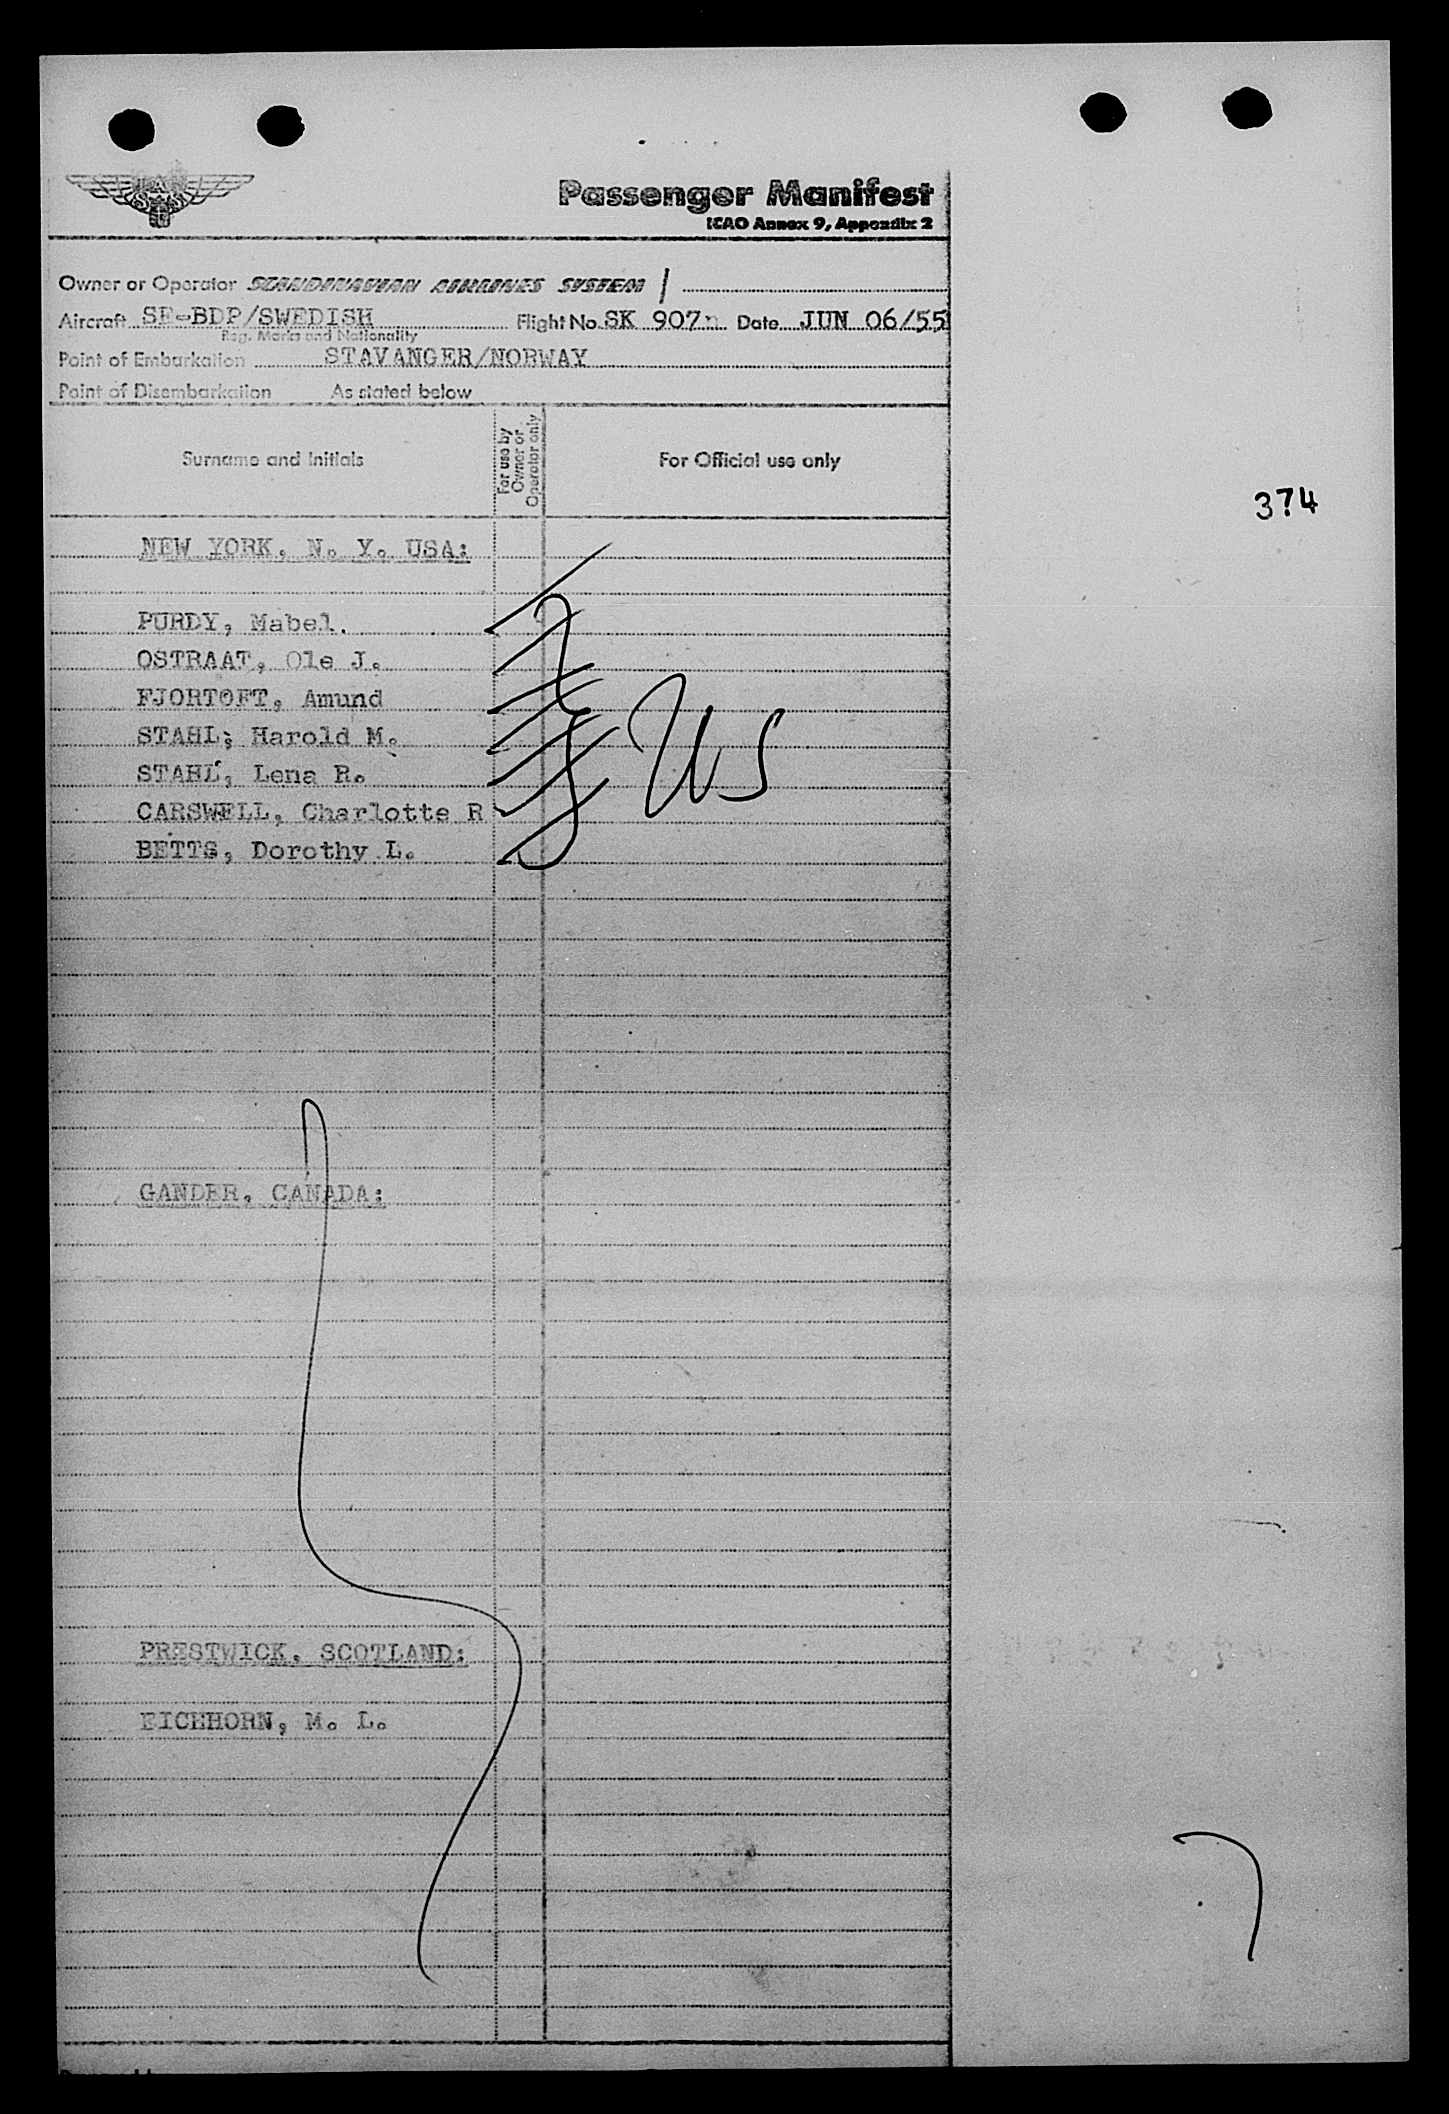 SAS
Passenger Manifest
ICAO Annex 9, Appendix 2
Owner or Operator SCANDINAVIAN AIRLINES SYSTEM
Aircraft SE-BDP/SWEDISH Flight No. SK 907 Date JUN 06/55
Reg. Marks and Nationality
Point of Embarkation STAVANGER/NORWAY
Point of Disembarkation As stated below
Surname and Initials
For use by Owner or Operator only
For Official use only
374
NEW YORK, N. Y. USA:
PURDY, Mabel.
OSTRAAT, Ole J.
FJORTOFT, Amund
STAHL; Harold M.
STAHL, Lena R.
US
CARSWELL, Charlotte R
BETTS, Dorothy L.
GANDER, CANADA:
PRESTWICK, SCOTLAND:
EICHHORN, M. L.